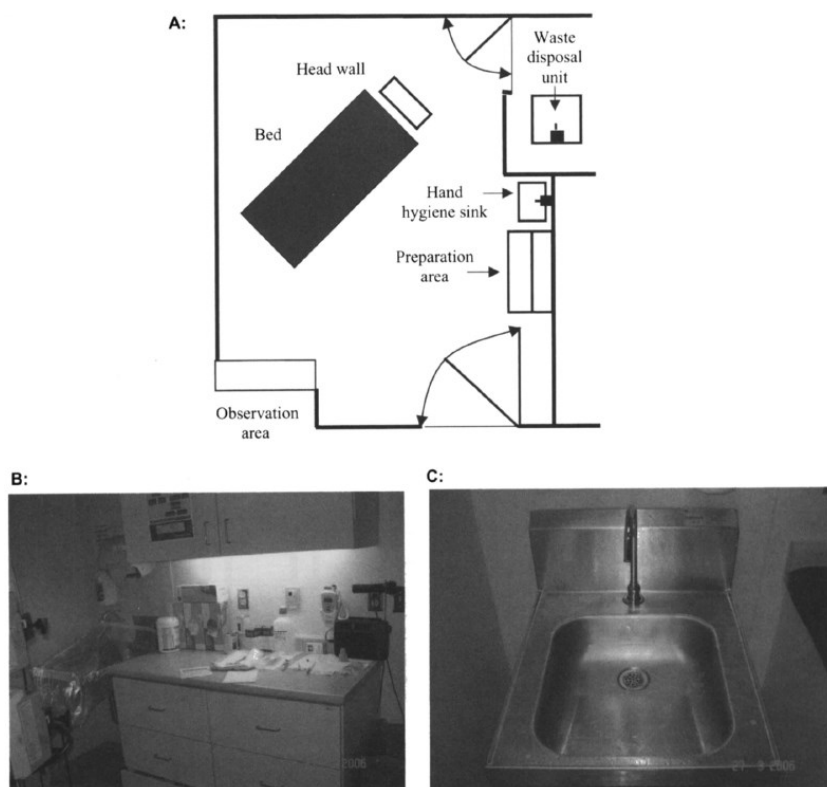 A:
Head wall
Bed
Waste
disposal
unit
Hand
hygiene sink
Preparation
area
Observation
area
B:
C:
2006
27 3 2006